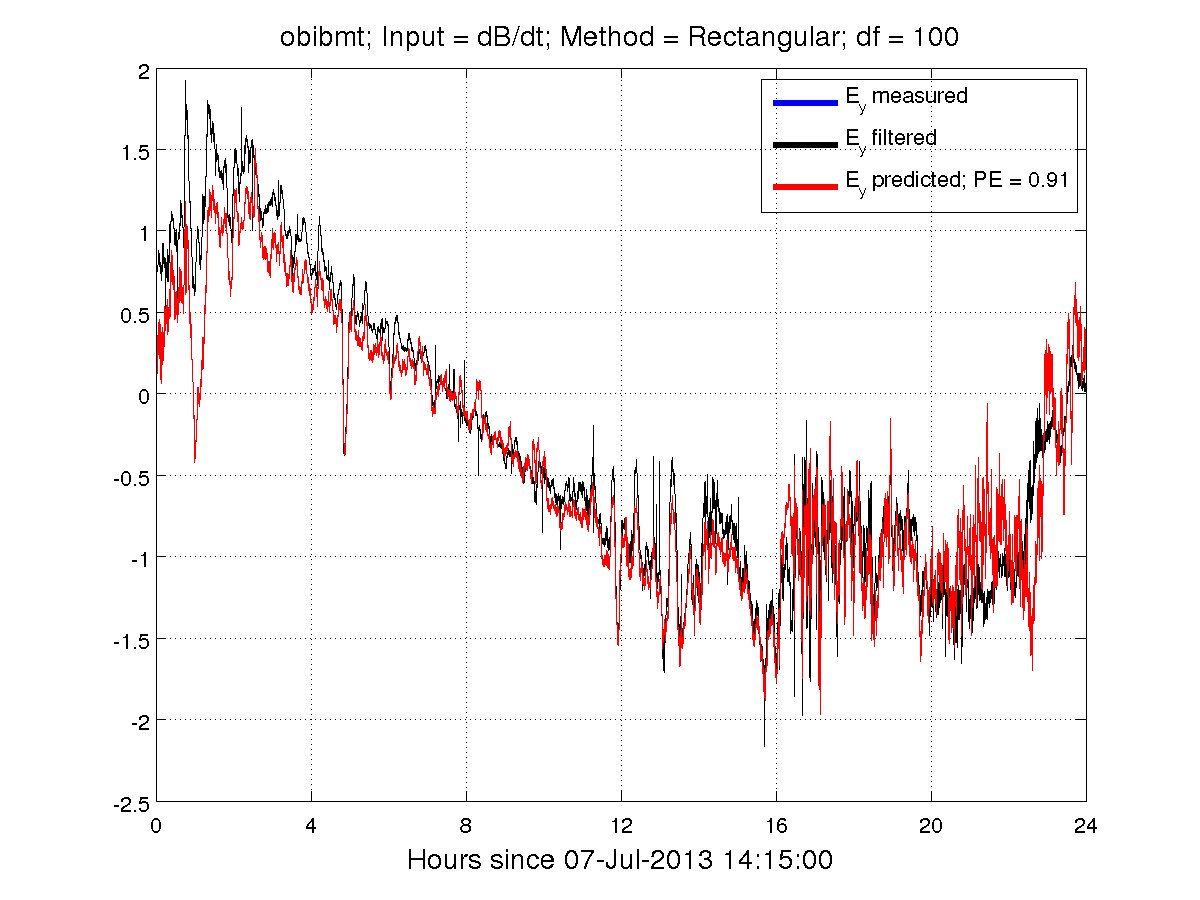 obibmt; Input = dB/dt; Method = Rectangular; df = 100
2
1.5
1
0.5
0
-0.5
-1
-1.5
-2
-2.5
E_y measured
E_y filtered
E_y predicted; PE = 0.91
0 4 8 12 16 20 24
Hours since 07-Jul-2013 14:15:00